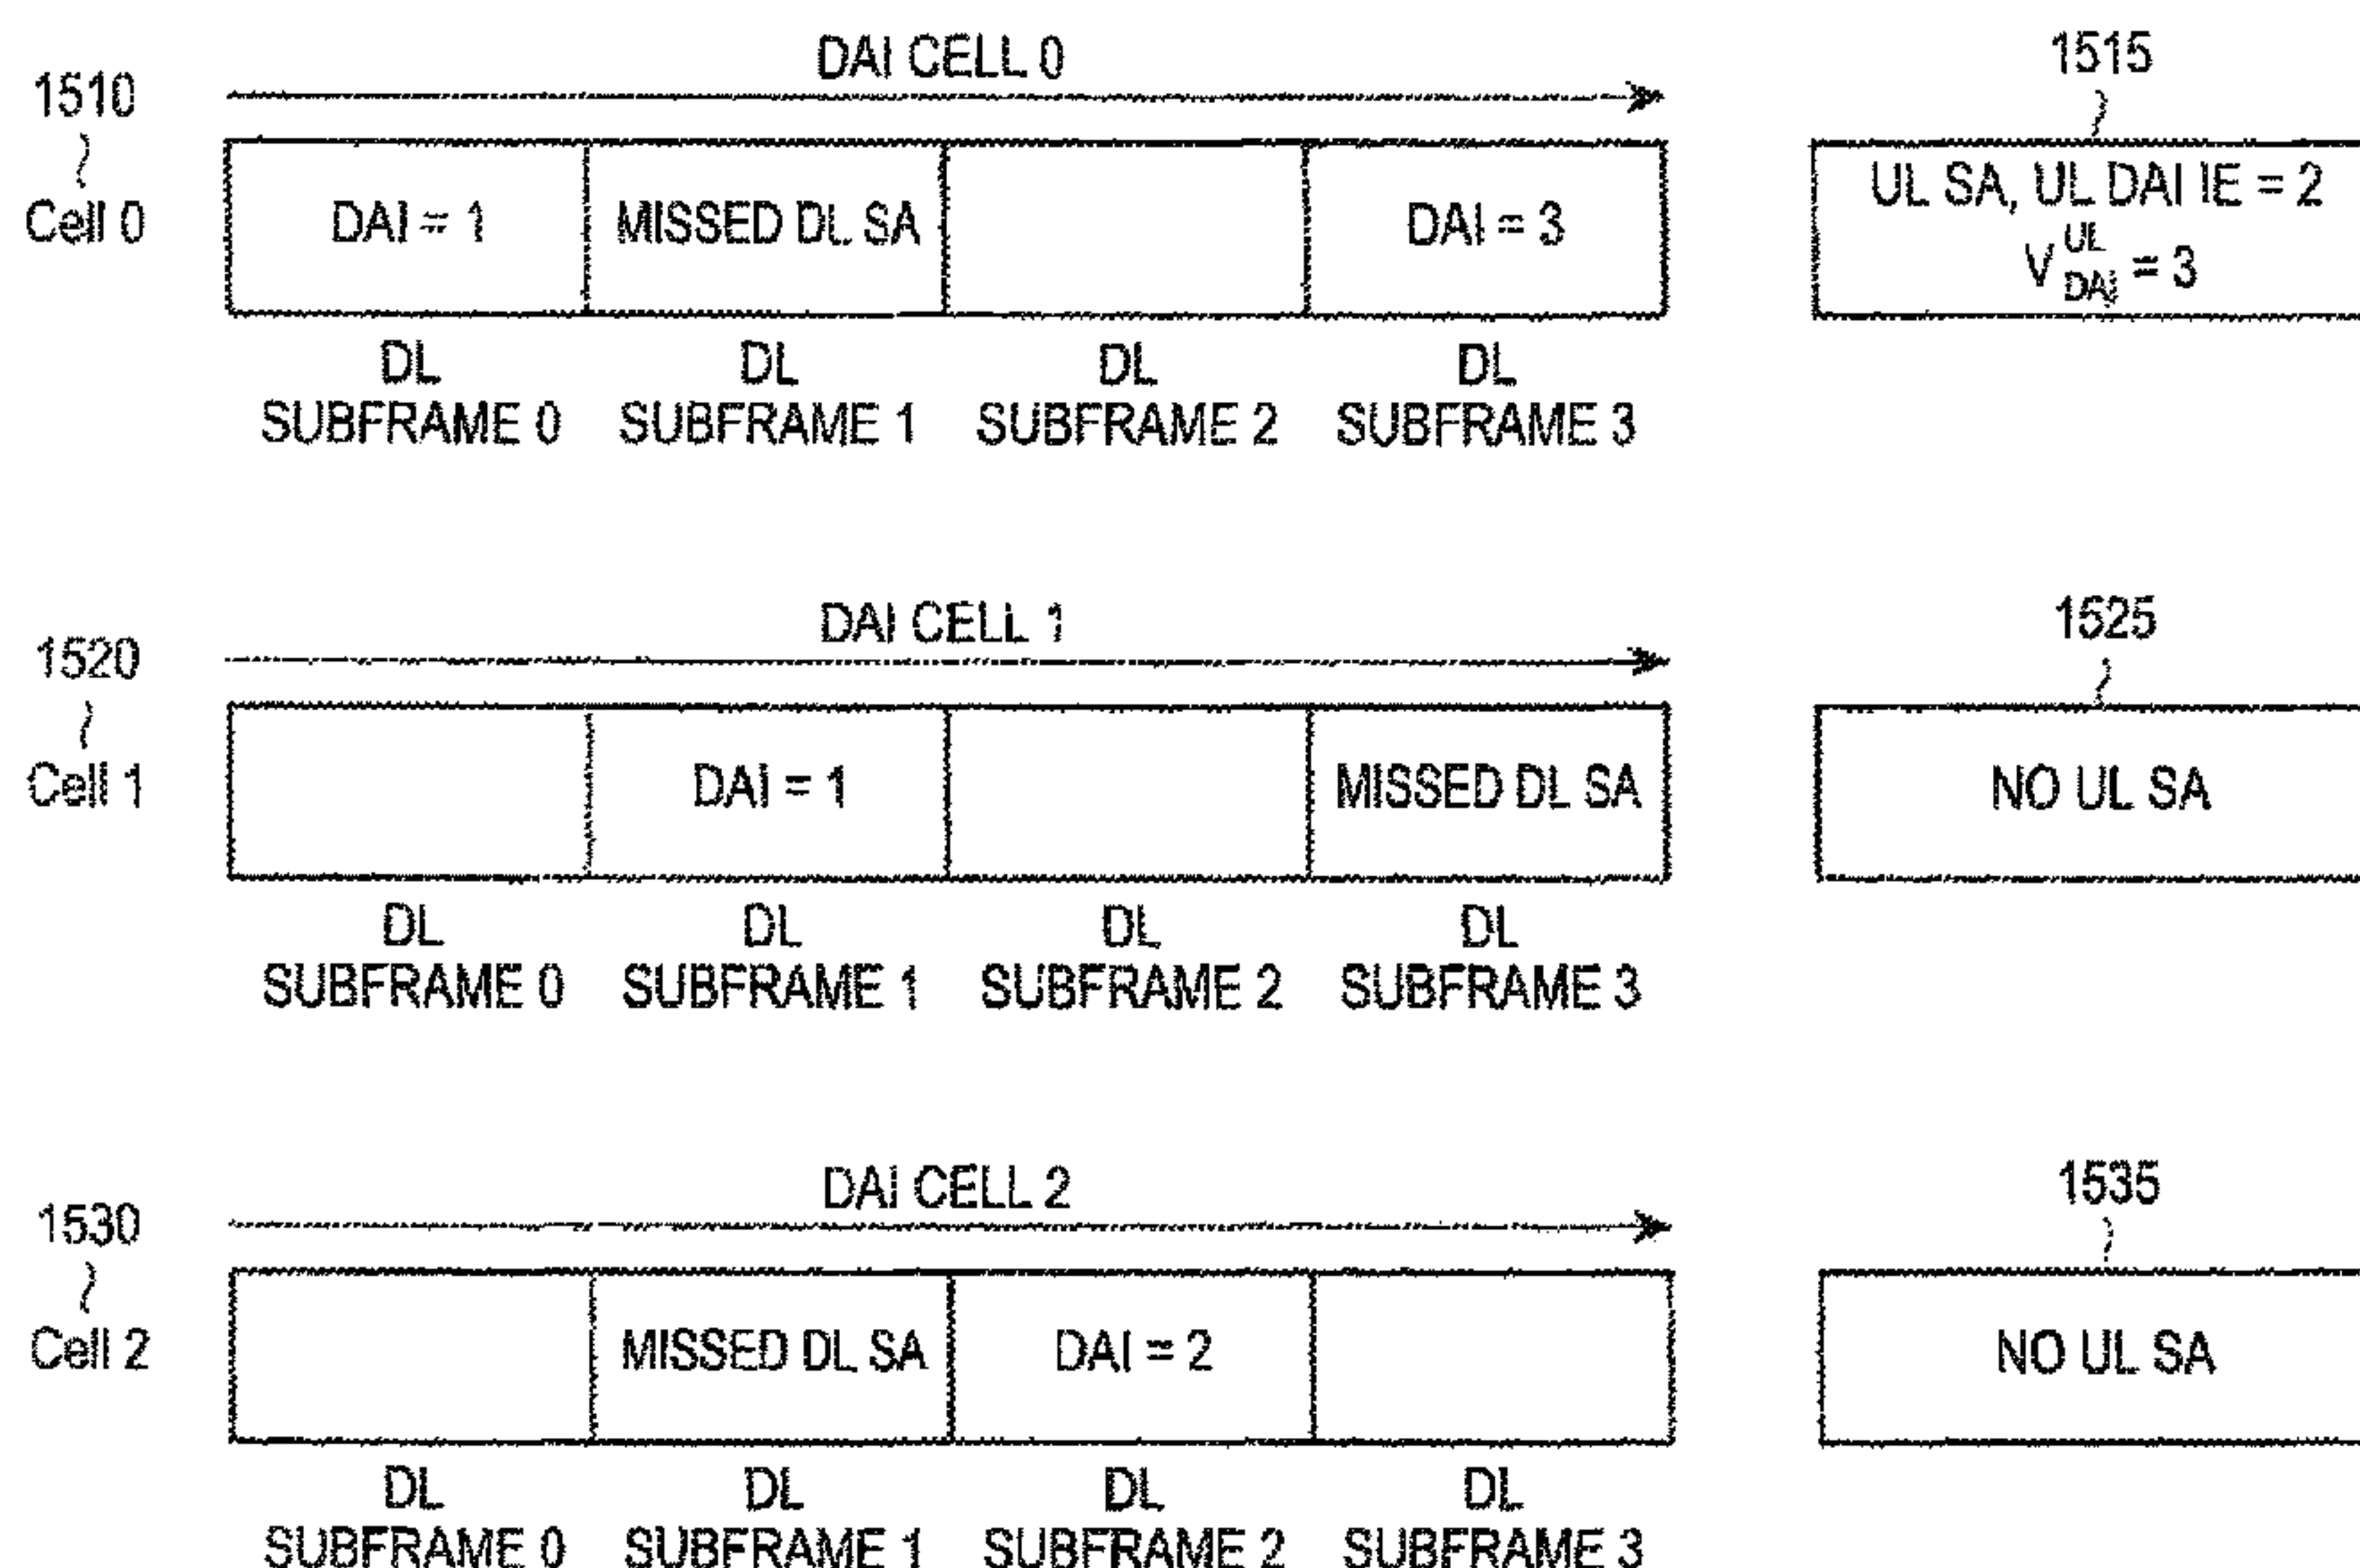 DAI CELL 0
1510
1515
Cell 0
DAI = 1
MISSED DL SA
DAI = 3
UL SA, UL DAI IE = 2
V UL DAI = 3
DL SUBFRAME 0
DL SUBFRAME 1
DL SUBFRAME 2
DL SUBFRAME 3
DAI CELL 1
1520
1525
Cell 1
DAI = 1
MISSED DL SA
NO UL SA
DL SUBFRAME 0
DL SUBFRAME 1
DL SUBFRAME 2
DL SUBFRAME 3
DAI CELL 2
1530
1535
Cell 2
MISSED DL SA
DAI = 2
NO UL SA
DL SUBFRAME 0
DL SUBFRAME 1
DL SUBFRAME 2
DL SUBFRAME 3